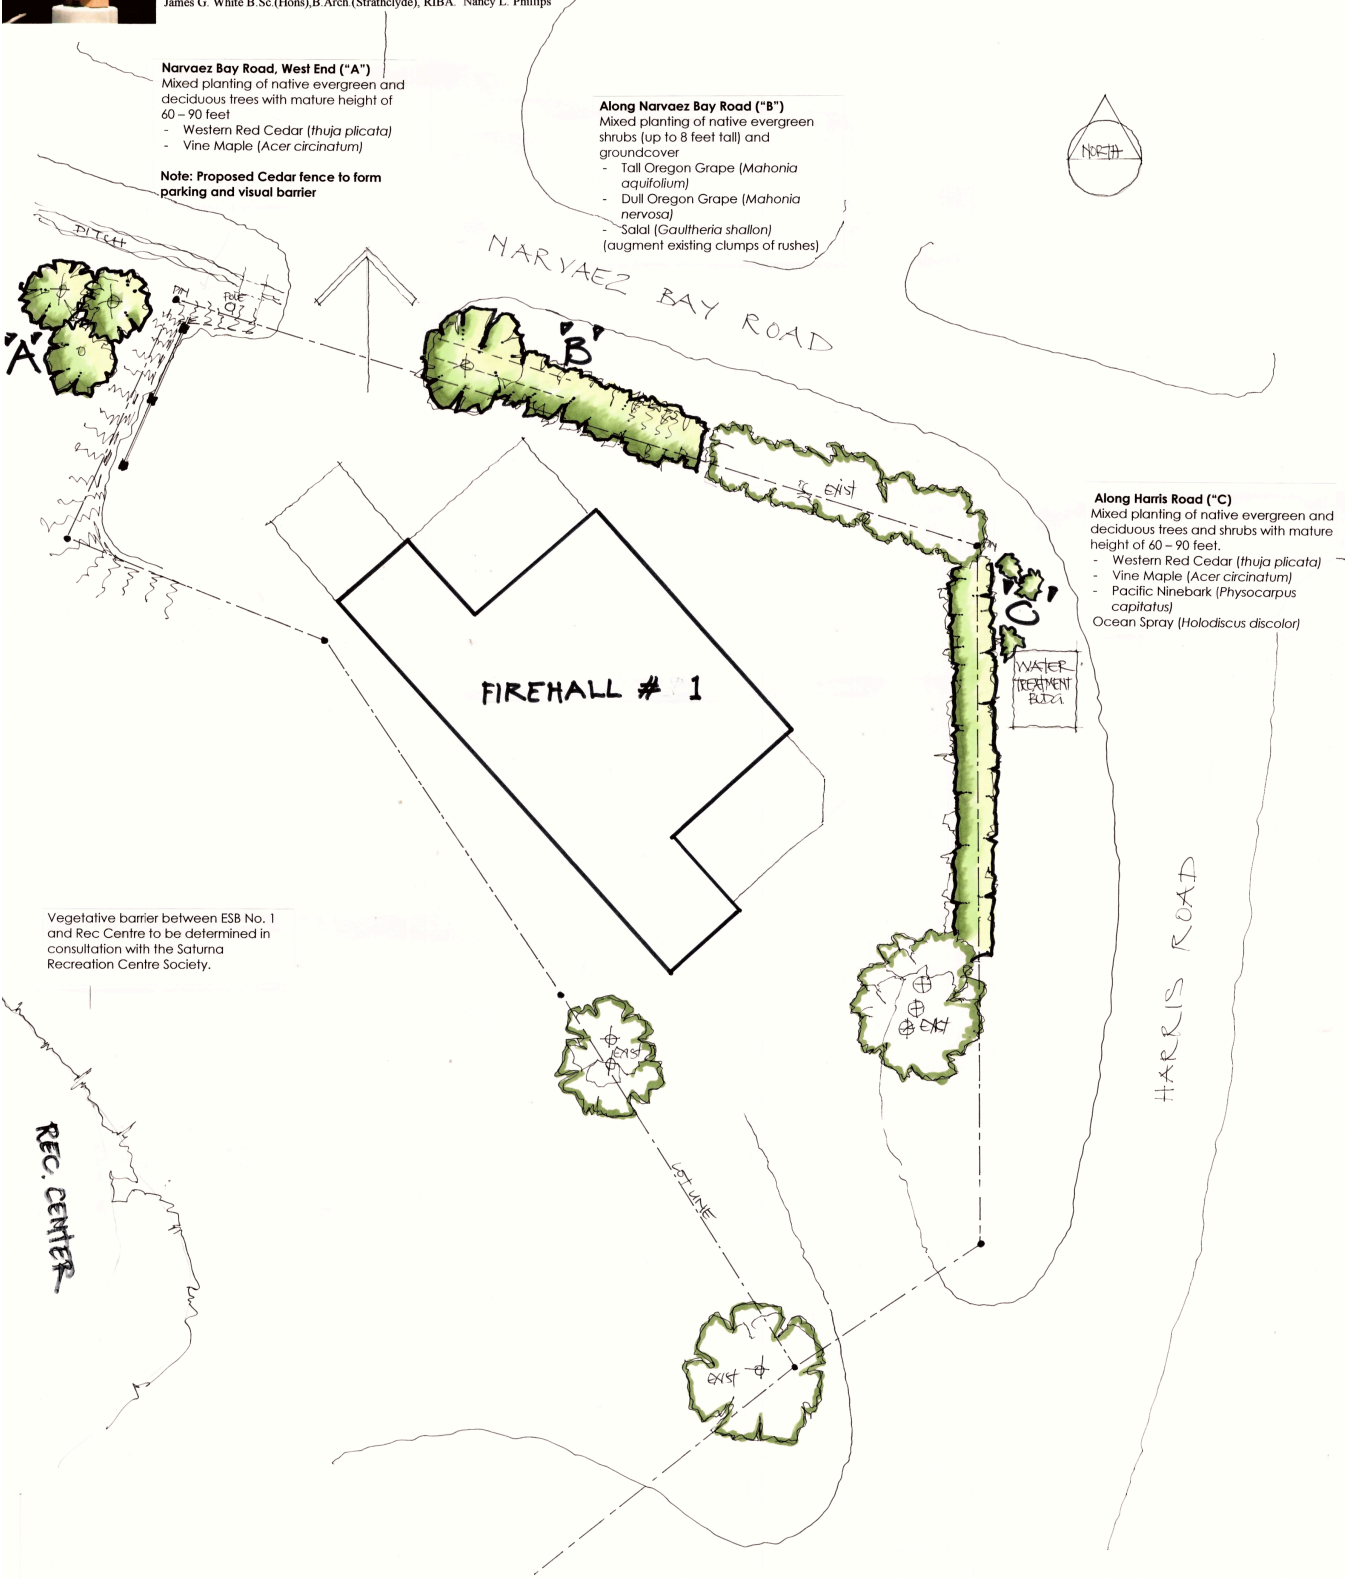 James G. White B.Sc.(Hons),B.Arch.(Strathclyde), RIBA. Nancy L. Phillips
Narvaez Bay Road, West End (“A”)
Mixed planting of native evergreen and
deciduous trees with mature height of
60 – 90 feet
- Western Red Cedar (thuja plicata)
- Vine Maple (Acer circinatum)
Note: Proposed Cedar fence to form
parking and visual barrier
Along Narvaez Bay Road (“B”)
Mixed planting of native evergreen
shrubs (up to 8 feet tall) and
groundcover
- Tall Oregon Grape (Mahonia
aquifolium)
- Dull Oregon Grape (Mahonia
nervosa)
- Salal (Gaultheria shallon)
(augment existing clumps of rushes)
NORTH
DITCH
PIN
POLE
NARVAEZ BAY ROAD
"A"
"B"
EXIST
PIN
Along Harris Road (“C)
Mixed planting of native evergreen and
deciduous trees and shrubs with mature
height of 60 – 90 feet.
- Western Red Cedar (thuja plicata)
- Vine Maple (Acer circinatum)
- Pacific Ninebark (Physocarpus
capitatus)
Ocean Spray (Holodiscus discolor)
"C"
WATER
TREATMENT
BLDG.
FIREHALL # 1
HARRIS ROAD
Vegetative barrier between ESB No. 1
and Rec Centre to be determined in
consultation with the Saturna
Recreation Centre Society.
EXIST
EXIST
REC. CENTER
LOT LINE
EXIST